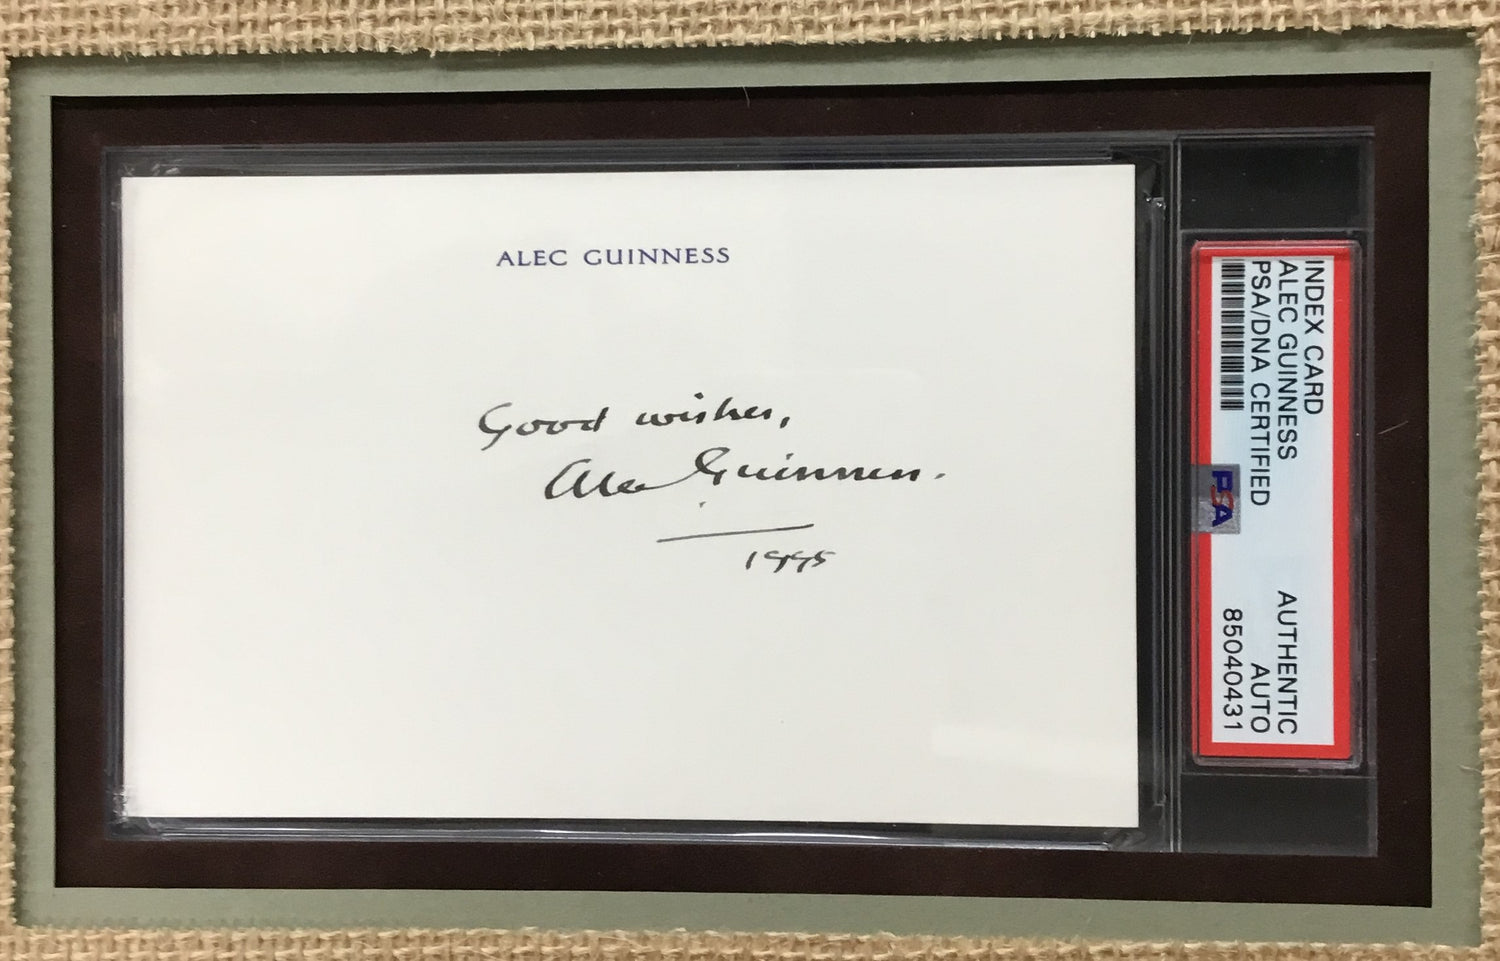 ALEC GUINNESS
Good wishes,
Alec Guinness.
1995
INDEX CARD
ALEC GUINNESS
AUTHENTIC
PSA/DNA CERTIFIED
AUTO
85040431
PSA